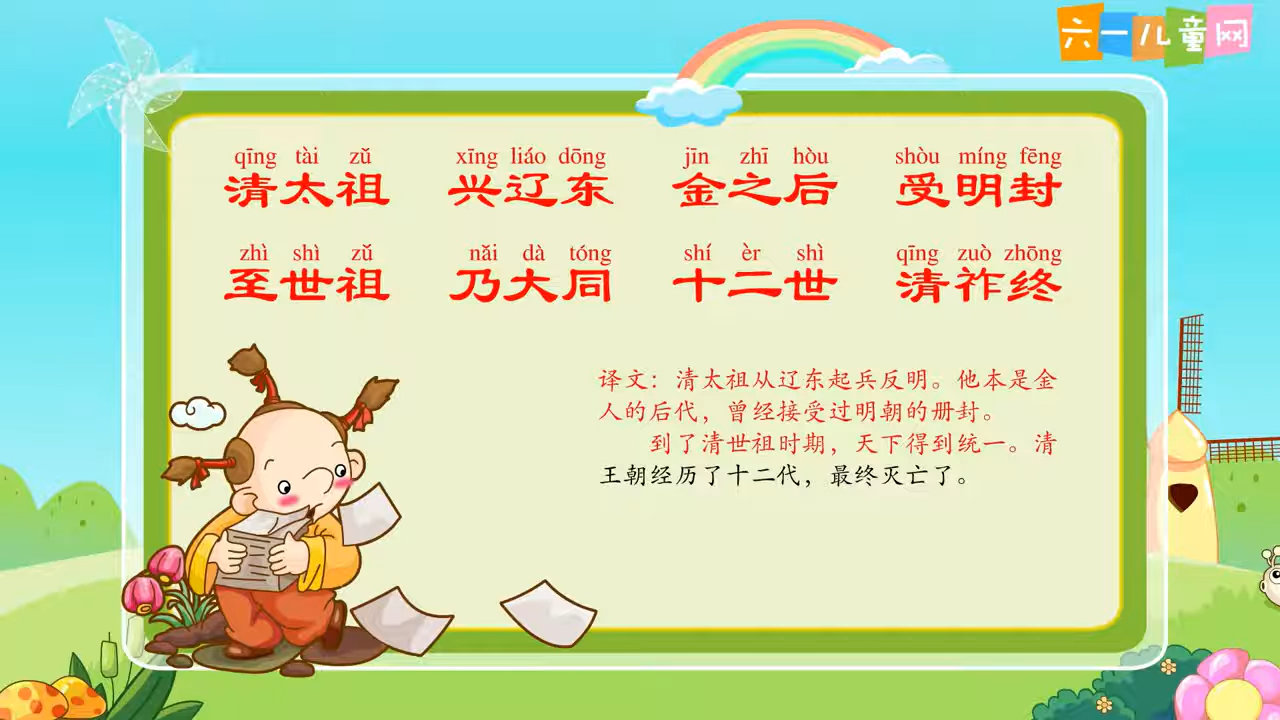 六一儿童网
qīng tài zǔ xīng liáo dōng jīn zhī hòu shòu míng fēng
清太祖 兴辽东 金之后 受明封
zhì shì zǔ nǎi dà tóng shí èr shì qīng zuò zhōng
至世祖 乃大同 十二世 清祚终
译文：清太祖从辽东起兵反明。他本是金
人的后代，曾经接受过明朝的册封。
到了清世祖时期，天下得到统一。清
王朝经历了十二代，最终灭亡了。